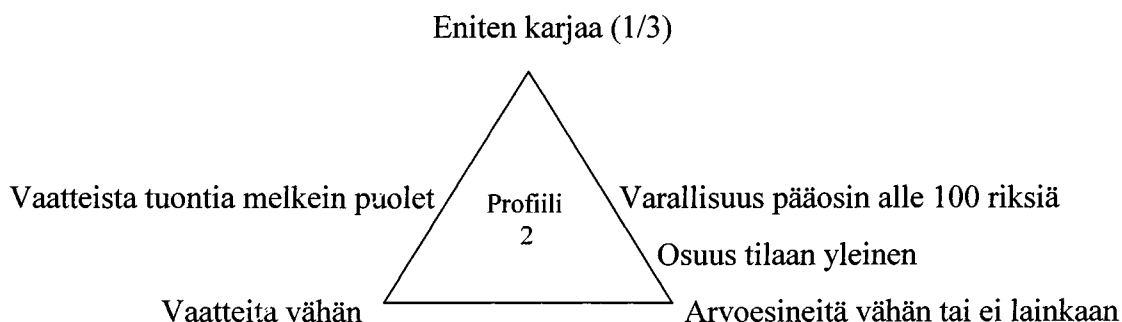 Eniten karjaa (1/3)
Vaatteista tuontia melkein puolet
Profiili
2
Varallisuus pääosin alle 100 riksiä
Osuus tilaan yleinen
Vaatteita vähän
Arvoesineitä vähän tai ei lainkaan